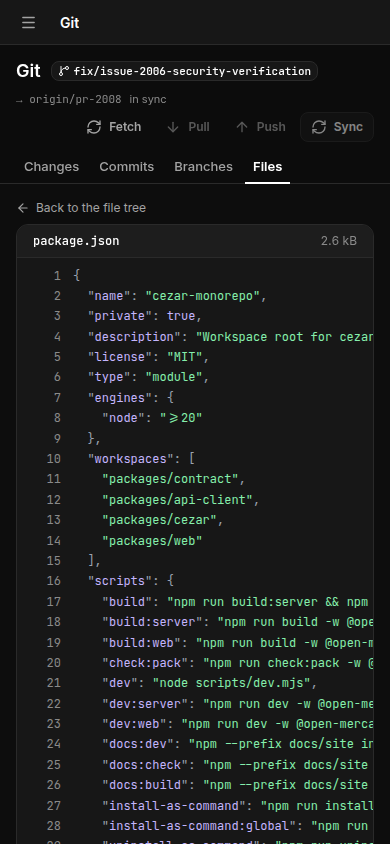 Git
Git fix/issue-2006-security-verification
→ origin/pr-2008 in sync
Fetch Pull Push Sync
Changes Commits Branches Files
Back to the file tree
package.json 2.6 kB
1 {
2 "name": "cezar-monorepo",
3 "private": true,
4 "description": "Workspace root for cezar
5 "license": "MIT",
6 "type": "module",
7 "engines": {
8 "node": ">=20"
9 },
10 "workspaces": [
11 "packages/contract",
12 "packages/api-client",
13 "packages/cezar",
14 "packages/web"
15 ],
16 "scripts": {
17 "build": "npm run build:server && npm
18 "build:server": "npm run build -w @ope
19 "build:web": "npm run build -w @open-m
20 "check:pack": "npm run check:pack -w @
21 "dev": "node scripts/dev.mjs",
22 "dev:server": "npm run dev -w @open-me
23 "dev:web": "npm run dev -w @open-merca
24 "docs:dev": "npm --prefix docs/site in
25 "docs:check": "npm --prefix docs/site
26 "docs:build": "npm --prefix docs/site
27 "install-as-command": "npm run install
28 "install-as-command:global": "npm run